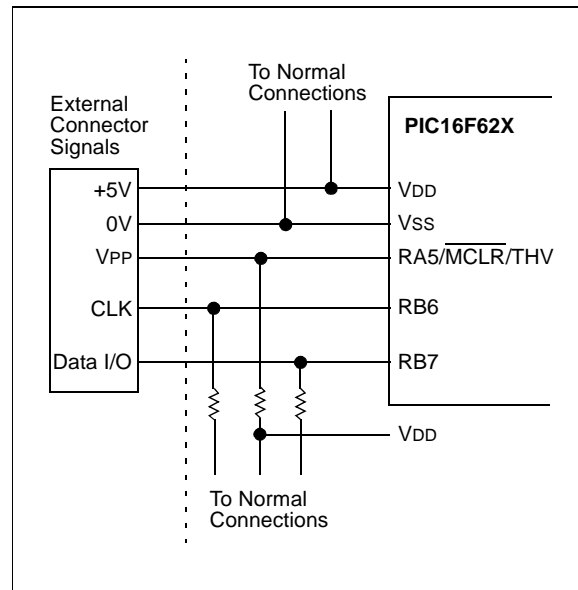 To Normal
Connections
External
Connector
Signals
PIC16F62X
+5V
VDD
0V
VSS
VPP
RA5/MCLR/THV
CLK
RB6
Data I/O
RB7
VDD
To Normal
Connections